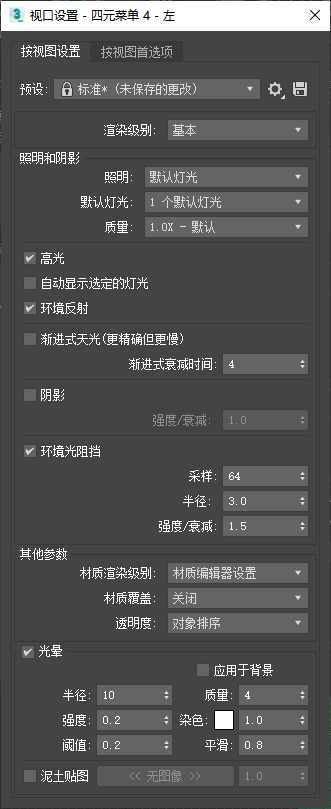 3 视口设置 - 四元菜单 4 - 左
按视图设置 按视图首选项
预设: 标准* (未保存的更改)
渲染级别: 基本
照明和阴影
照明: 默认灯光
默认灯光: 1 个默认灯光
质量: 1.0X - 默认
高光
自动显示选定的灯光
环境反射
渐进式天光(更精确但更慢)
渐进式衰减时间: 4
阴影
强度/衰减: 1.0
环境光阻挡
采样: 64
半径: 3.0
强度/衰减: 1.5
其他参数
材质渲染级别: 材质编辑器设置
材质覆盖: 关闭
透明度: 对象排序
光晕
应用于背景
半径: 10 质量: 4
强度: 0.2 染色: 1.0
阈值: 0.2 平滑: 0.8
泥土贴图 << 无图像 >> 1.0